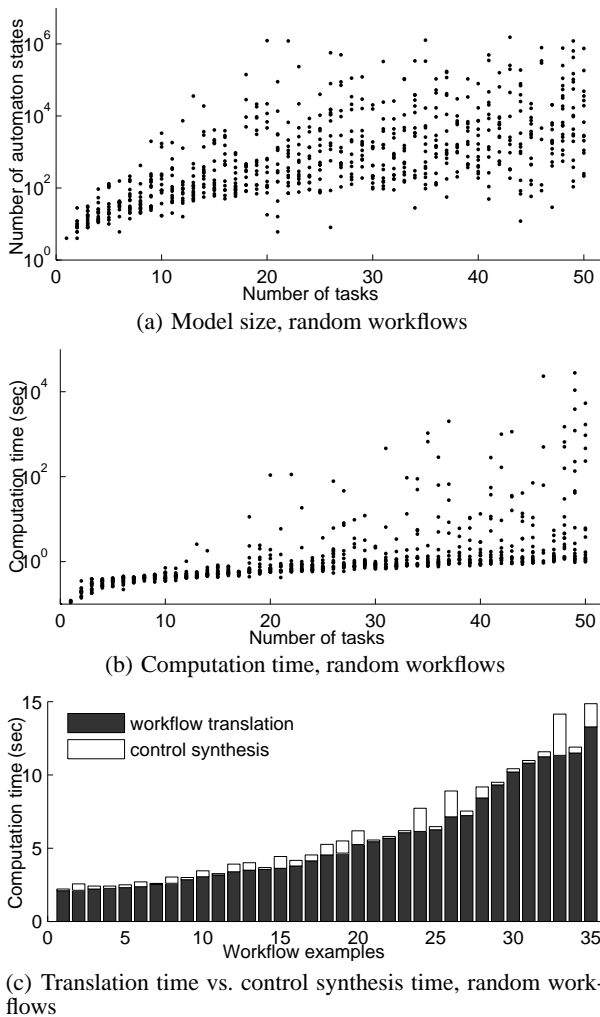 10^6
10^4
10^2
10^0
Number of automaton states
0 10 20 30 40 50
Number of tasks
(a) Model size, random workflows
10^4
10^2
10^0
Computation time (sec)
0 10 20 30 40 50
Number of tasks
(b) Computation time, random workflows
15
10
5
0
Computation time (sec)
workflow translation
control synthesis
0 5 10 15 20 25 30 35
Workflow examples
(c) Translation time vs. control synthesis time, random work-
flows